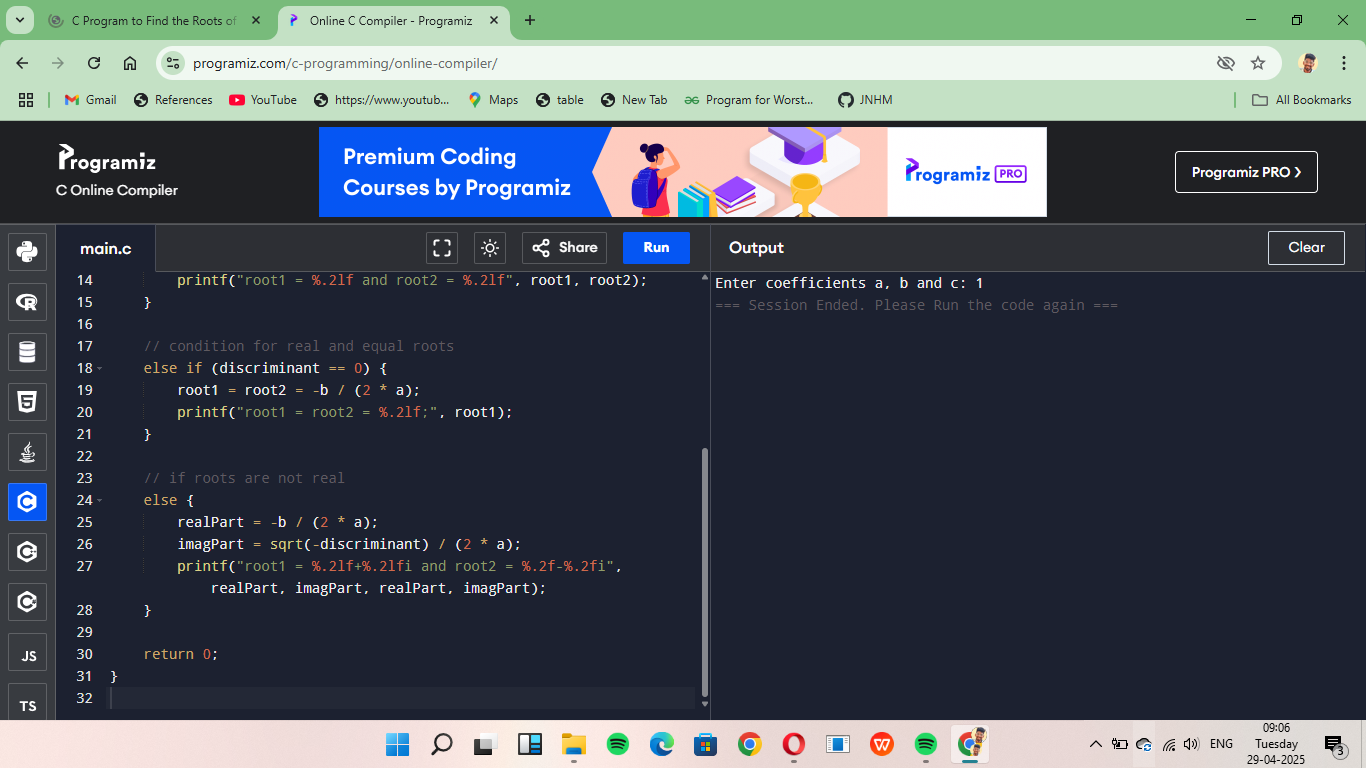 C Program to Find the Roots of
Online C Compiler - Programiz
programiz.com/c-programming/online-compiler/
Gmail
References
YouTube
https://www.youtub...
Maps
table
New Tab
Program for Worst...
JNHM
All Bookmarks
Programiz
C Online Compiler
Premium Coding
Courses by Programiz
Programiz PRO
Programiz PRO ❯
main.c
Share
Run
Output
Clear
14 printf("root1 = %.2lf and root2 = %.2lf", root1, root2);
15 }
16
17 // condition for real and equal roots
18 else if (discriminant == 0) {
19 root1 = root2 = -b / (2 * a);
20 printf("root1 = root2 = %.2lf;", root1);
21 }
22
23 // if roots are not real
24 else {
25 realPart = -b / (2 * a);
26 imagPart = sqrt(-discriminant) / (2 * a);
27 printf("root1 = %.2lf+%.2lfi and root2 = %.2f-%.2fi",
realPart, imagPart, realPart, imagPart);
28 }
29
30 return 0;
31 }
32
Enter coefficients a, b and c: 1
=== Session Ended. Please Run the code again ===
JS
TS
ENG
09:06
Tuesday
29-04-2025
3